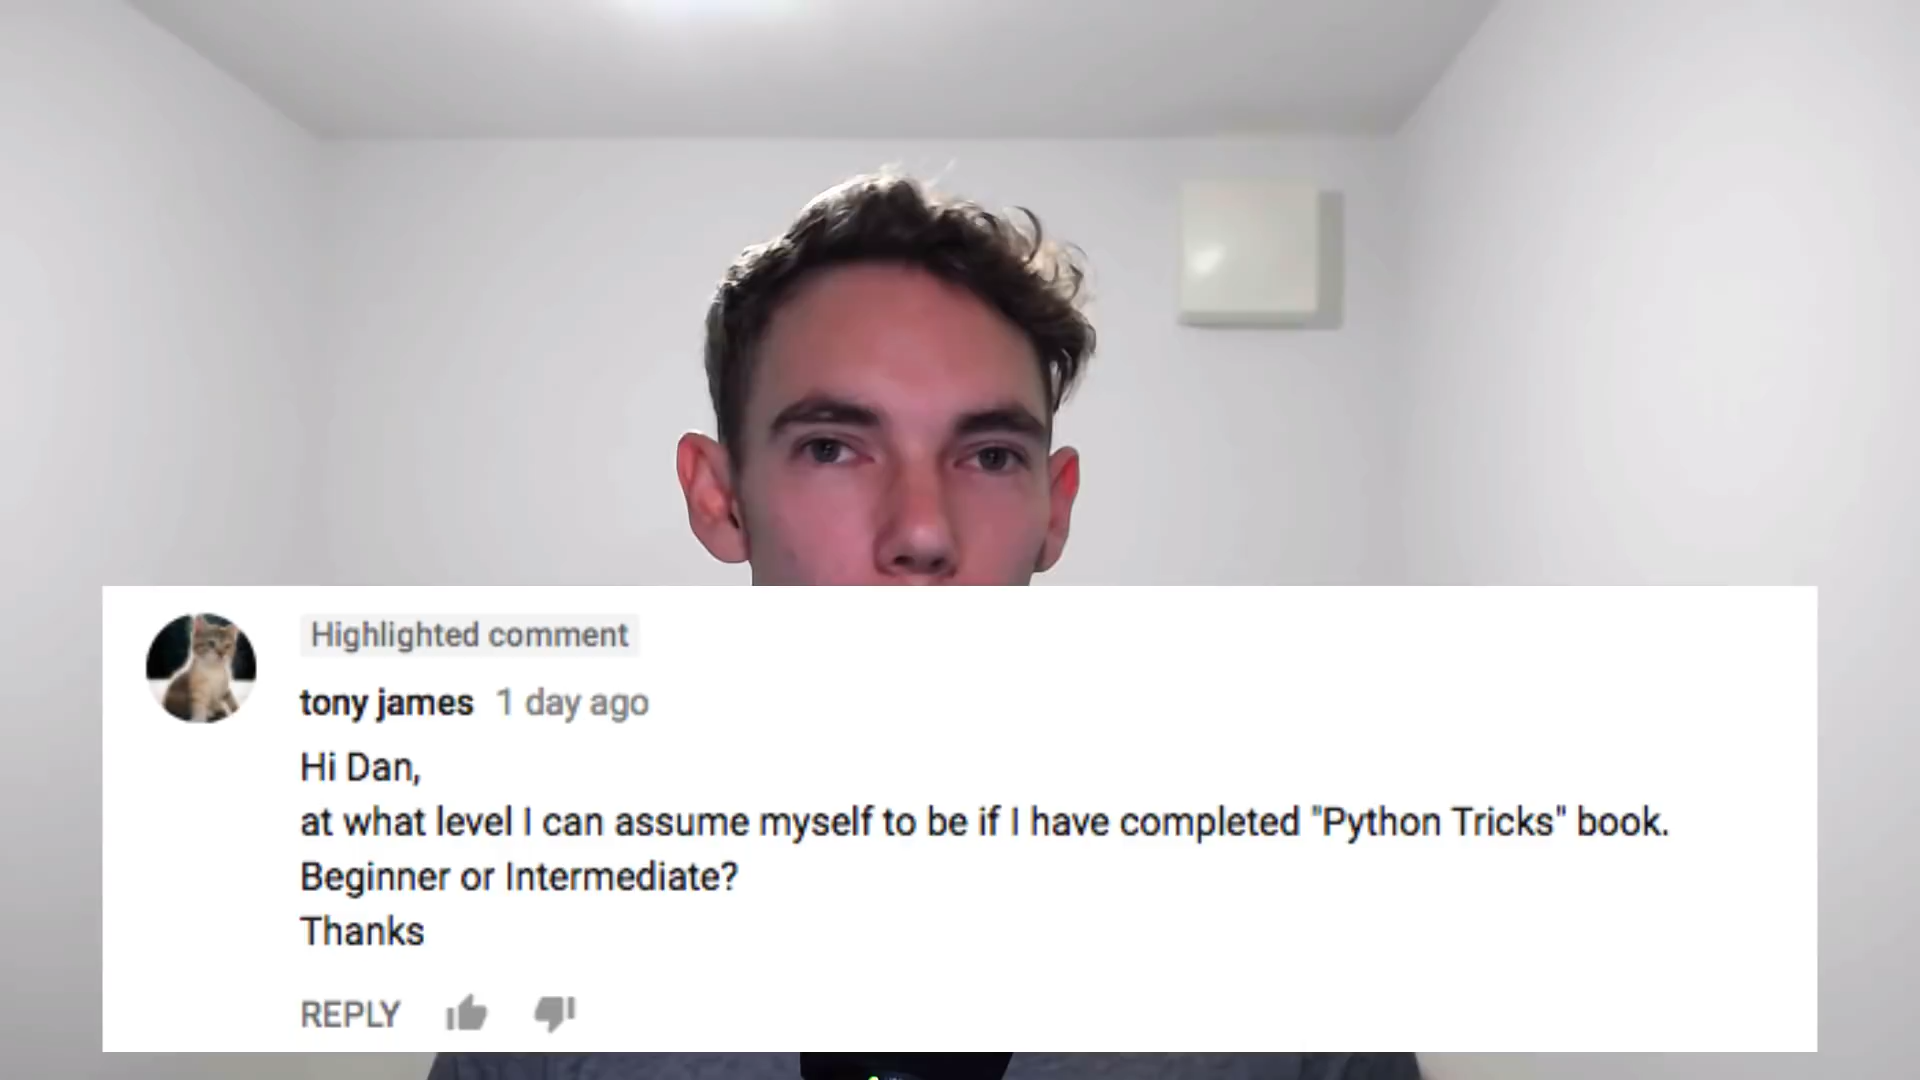 Highlighted comment
tony james 1 day ago
Hi Dan,
at what level I can assume myself to be if I have completed "Python Tricks" book.
Beginner or Intermediate?
Thanks
REPLY